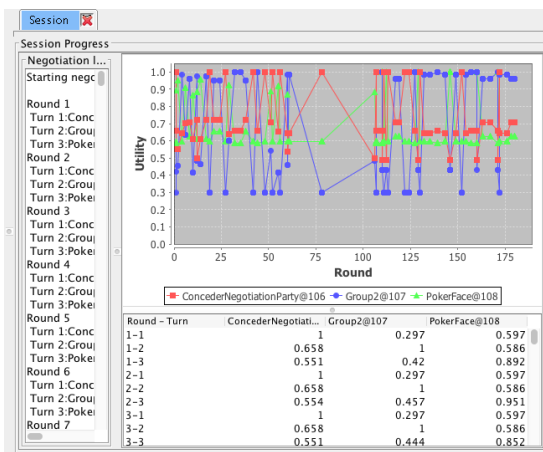 Session
Session Progress
Negotiation l...
Starting nego
Round 1
Turn 1:Conc
Turn 2:Grou
Turn 3:Poker
Round 2
Turn 1:Conc
Turn 2:Grou
Turn 3:Poker
Round 3
Turn 1:Conc
Turn 2:Grou
Turn 3:Poker
Round 4
Turn 1:Conc
Turn 2:Grou
Turn 3:Poker
Round 5
Turn 1:Conc
Turn 2:Grou
Turn 3:Poker
Round 6
Turn 1:Conc
Turn 2:Grou
Turn 3:Poker
Round 7
Utility
1.0
0.9
0.8
0.7
0.6
0.5
0.4
0.3
0.2
0.1
0.0
0 25 50 75 100 125 150 175
Round
ConcederNegotiationParty@106 Group2@107 PokerFace@108
Round - Turn ConcederNegotiati... Group2@107 PokerFace@108
1-1 1 0.297 0.597
1-2 0.658 1 0.586
1-3 0.551 0.42 0.892
2-1 1 0.297 0.597
2-2 0.658 1 0.586
2-3 0.554 0.457 0.951
3-1 1 0.297 0.597
3-2 0.658 1 0.586
3-3 0.551 0.444 0.852